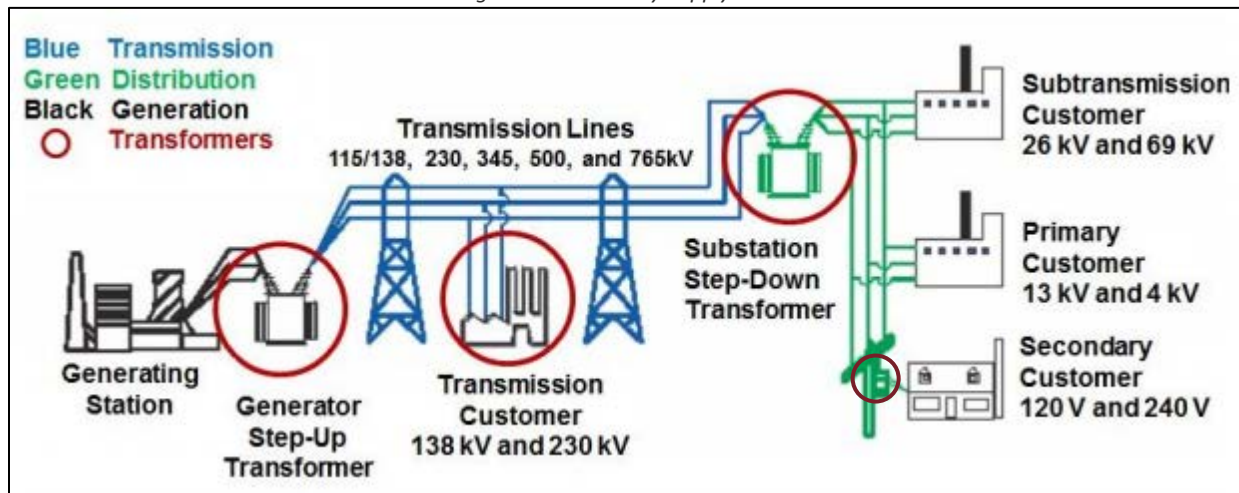 Blue Transmission
Green Distribution
Black Generation
Transformers
Transmission Lines
115/138, 230, 345, 500, and 765kV
Subtransmission
Customer
26 kV and 69 kV
Substation
Step-Down
Transformer
Primary
Customer
13 kV and 4 kV
Generating
Station
Generator
Step-Up
Transformer
Transmission
Customer
138 kV and 230 kV
Secondary
Customer
120 V and 240 V